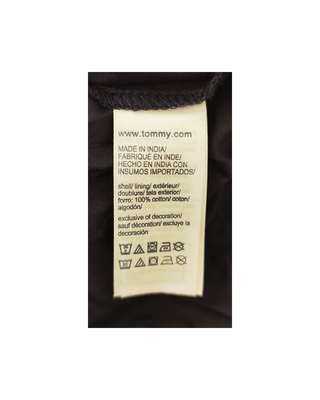 www.tommy.com
MADE IN INDIA/
FABRIQUÉ EN INDE/
HECHO EN INDIA CON
INSUMOS IMPORTADOS/
shell/ lining/ extérieur/
doublure/ tela exterior/
forro: 100% cotton/ coton/
algodón/
exclusive of decoration/
sauf décoration/ excluye la
decoración